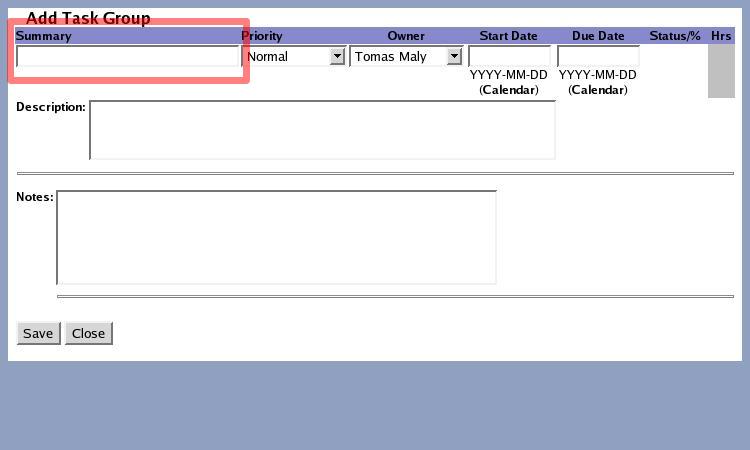 Add Task Group
Summary Priority Owner Start Date Due Date Status/% Hrs
Normal Tomas Maly
YYYY-MM-DD YYYY-MM-DD
(Calendar) (Calendar)
Description:
Notes:
Save Close